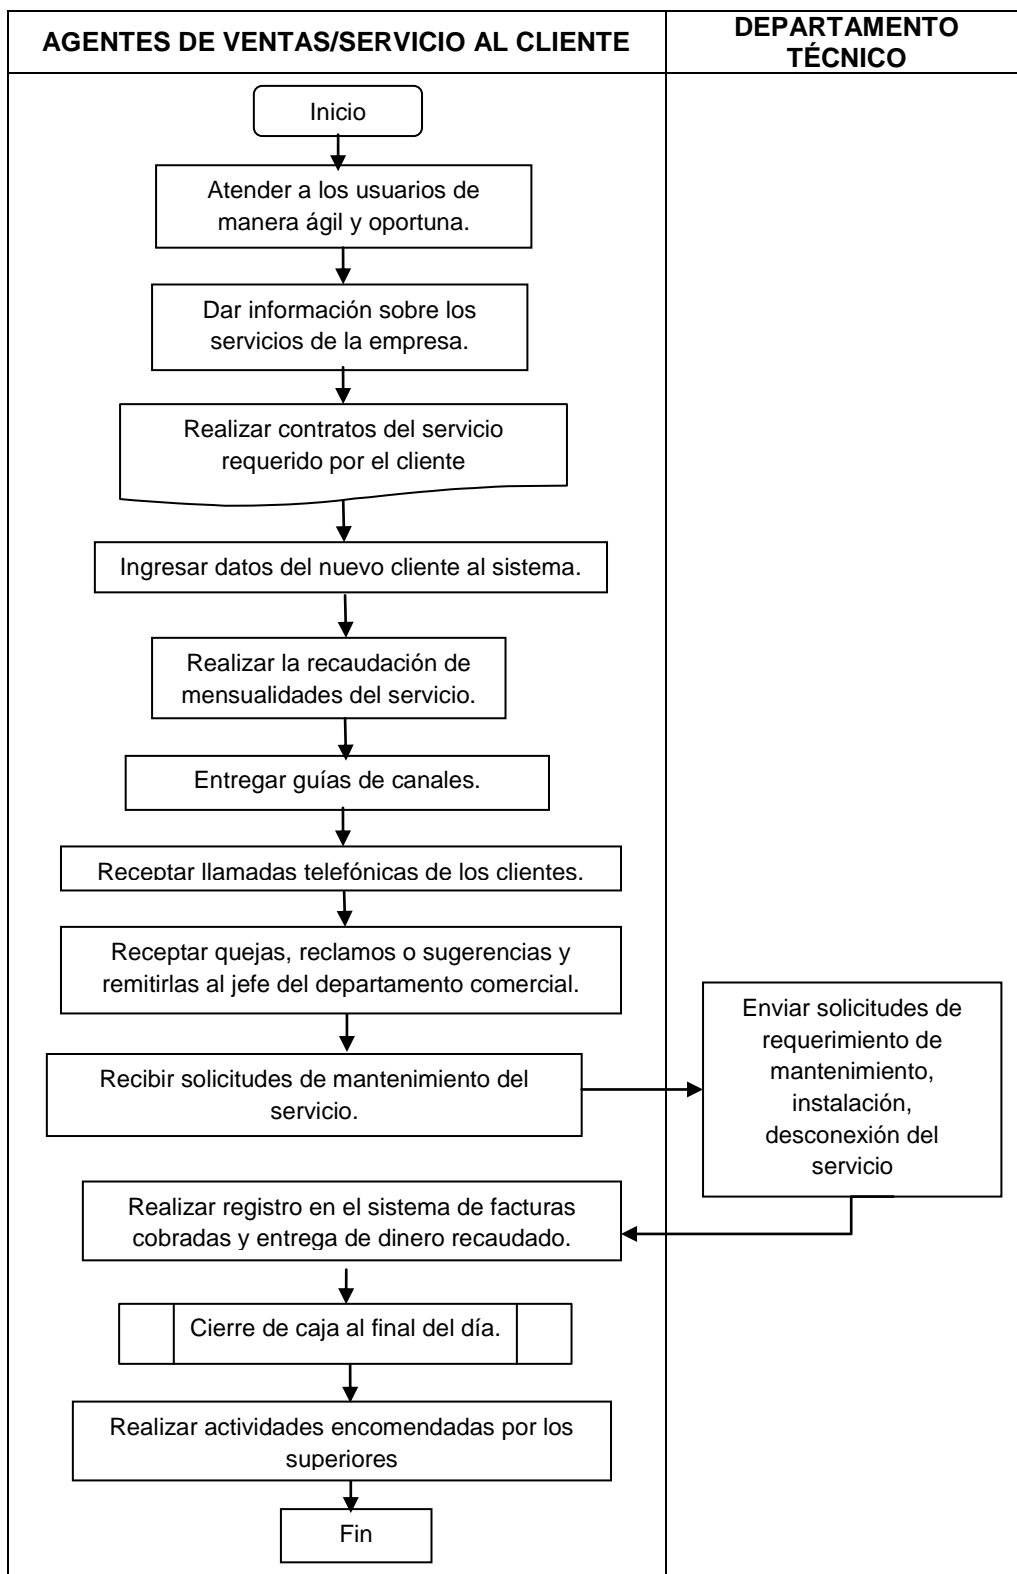 AGENTES DE VENTAS/SERVICIO AL CLIENTE
DEPARTAMENTO
TÉCNICO
Inicio
Atender a los usuarios de
manera ágil y oportuna.
Dar información sobre los
servicios de la empresa.
Realizar contratos del servicio
requerido por el cliente
Ingresar datos del nuevo cliente al sistema.
Realizar la recaudación de
mensualidades del servicio.
Entregar guías de canales.
Receptar llamadas telefónicas de los clientes.
Receptar quejas, reclamos o sugerencias y
remitirlas al jefe del departamento comercial.
Recibir solicitudes de mantenimiento del
servicio.
Enviar solicitudes de
requerimiento de
mantenimiento,
instalación,
desconexión del
servicio
Realizar registro en el sistema de facturas
cobradas y entrega de dinero recaudado.
Cierre de caja al final del día.
Realizar actividades encomendadas por los
superiores
Fin